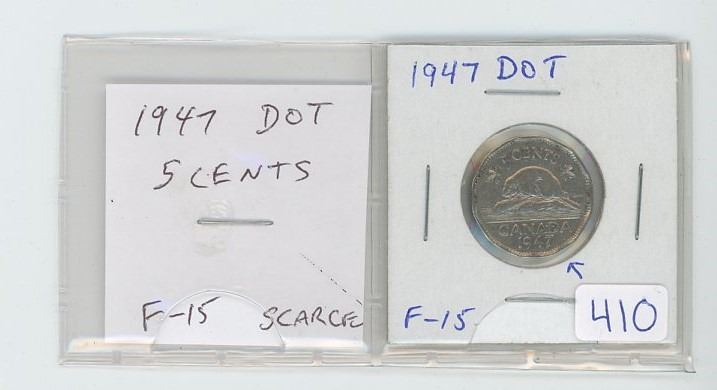 1947 DOT
5 CENTS
F-15 SCARCE
1947 DOT
5 CENTS
CANADA
1947
F-15
410